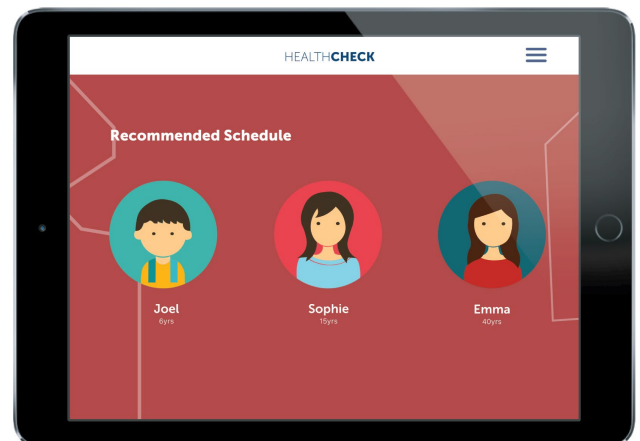 HEALTHCHECK
Recommended Schedule
Joel
6yrs
Sophie
15yrs
Emma
40yrs